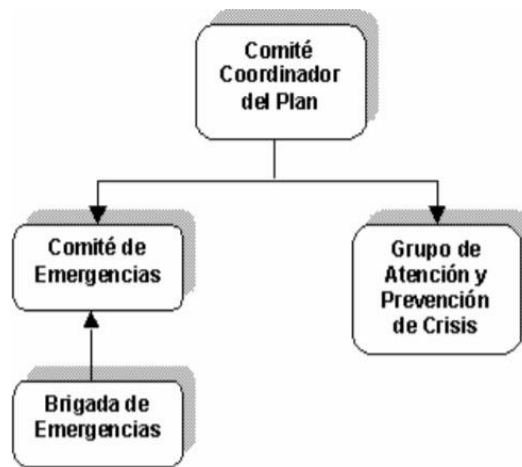 Comité
Coordinador
del Plan
Comité de
Emergencias
Grupo de
Atención y
Prevención
de Crisis
Brigada de
Emergencias